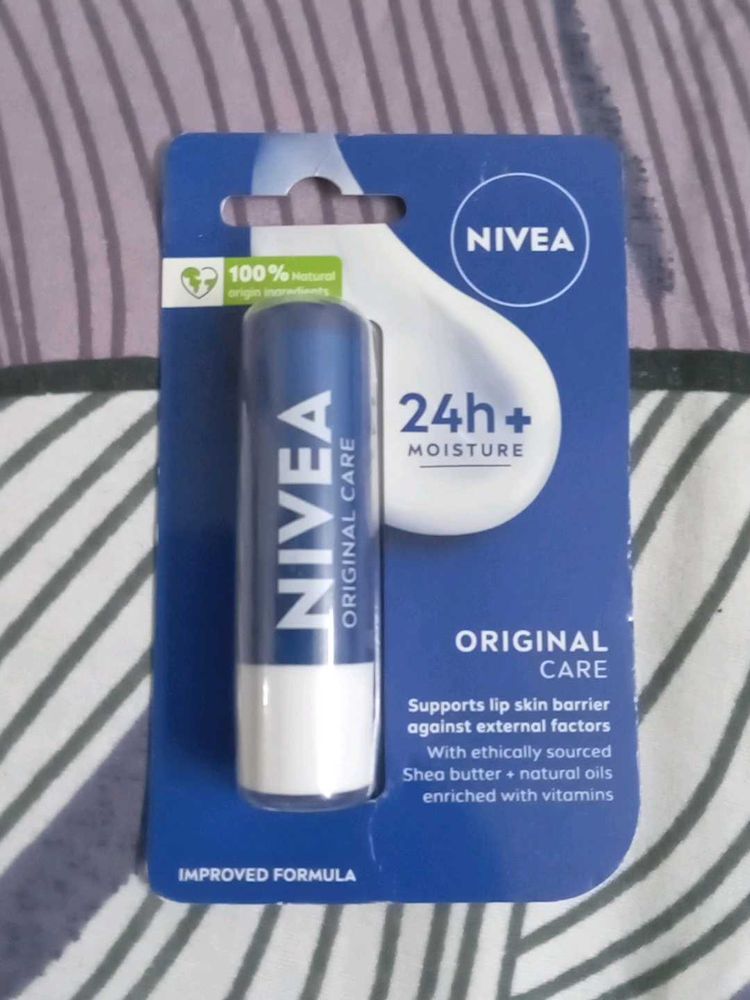 NIVEA
100% Natural
origin ingredients
24h+
MOISTURE
NIVEA
ORIGINAL CARE
ORIGINAL
CARE
Supports lip skin barrier
against external factors
With ethically sourced
Shea butter + natural oils
enriched with vitamins
IMPROVED FORMULA